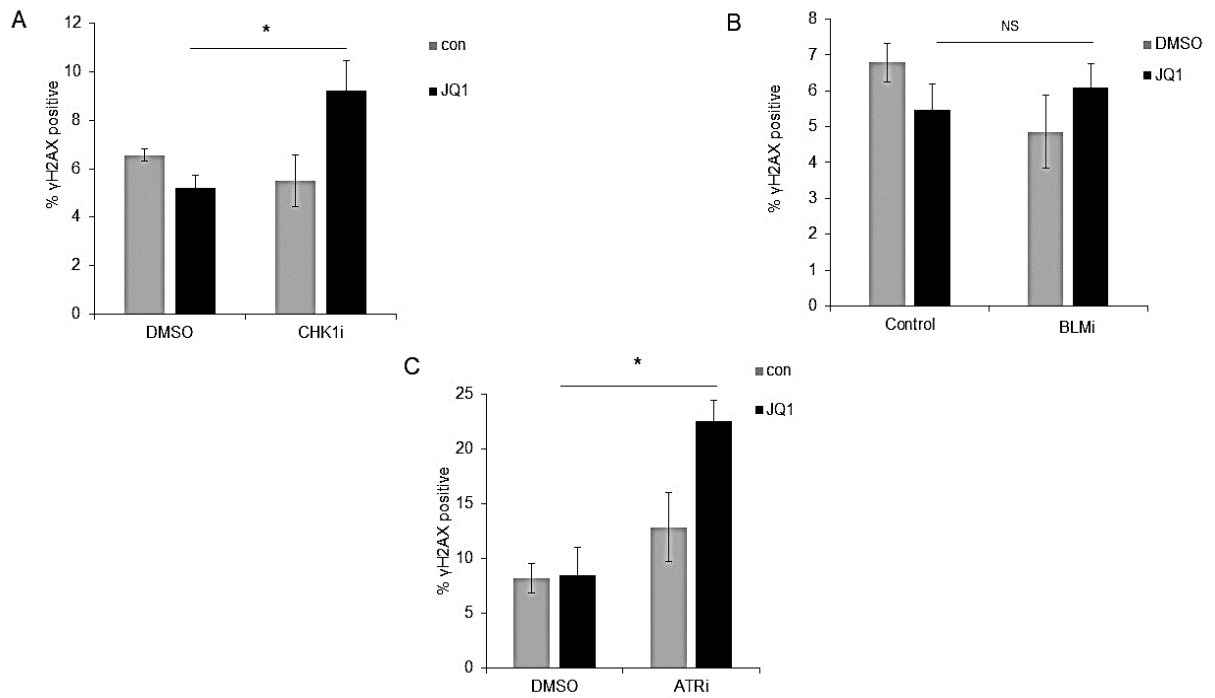 A
12
10
8
6
4
2
0
% γH2AX positive
*
con
JQ1
DMSO
CHK1i
B
8
7
6
5
4
3
2
1
0
% γH2AX positive
NS
DMSO
JQ1
Control
BLMi
C
25
20
15
10
5
0
% γH2AX positive
*
con
JQ1
DMSO
ATRi